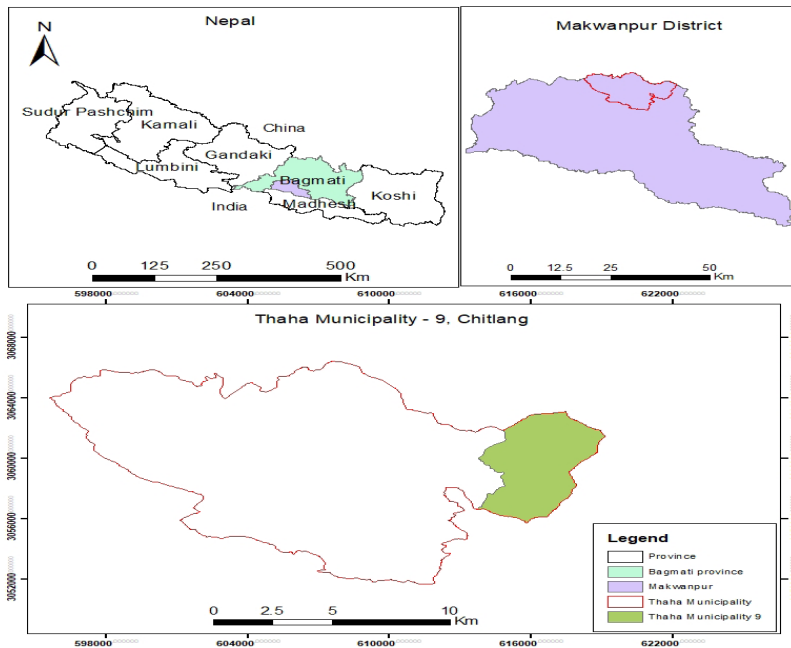 Nepal
N
Sudur Pashchim
Karnali
China
Gandaki
Lumbini
Bagmati
Koshi
India
Madhesh
0 125 250 500
Km
Makwanpur District
0 12.5 25 50
Km
598000 604000 610000 616000 622000
Thaha Municipality - 9, Chitlang
3068000
3064000
3060000
3056000
3052000
Legend
Province
Bagmati province
Makwanpur
Thaha Municipality
Thaha Municipality 9
0 2.5 5 10
Km
598000 604000 610000 616000 622000